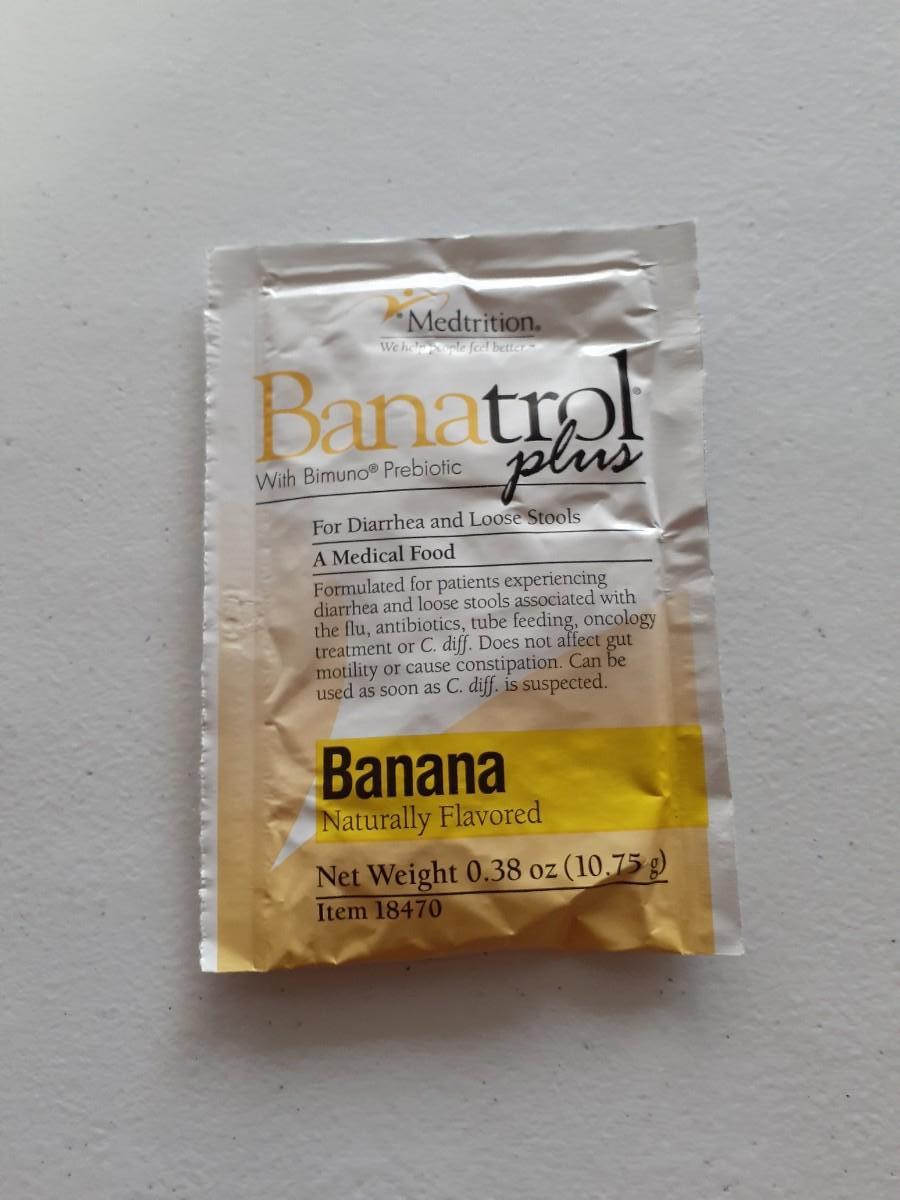 Medtrition®
We help people feel better™
Banatrol®
plus
With Bimuno® Prebiotic
For Diarrhea and Loose Stools
A Medical Food
Formulated for patients experiencing
diarrhea and loose stools associated with
the flu, antibiotics, tube feeding, oncology
treatment or C. diff. Does not affect gut
motility or cause constipation. Can be
used as soon as C. diff. is suspected.
Banana
Naturally Flavored
Net Weight 0.38 oz (10.75 g)
Item 18470